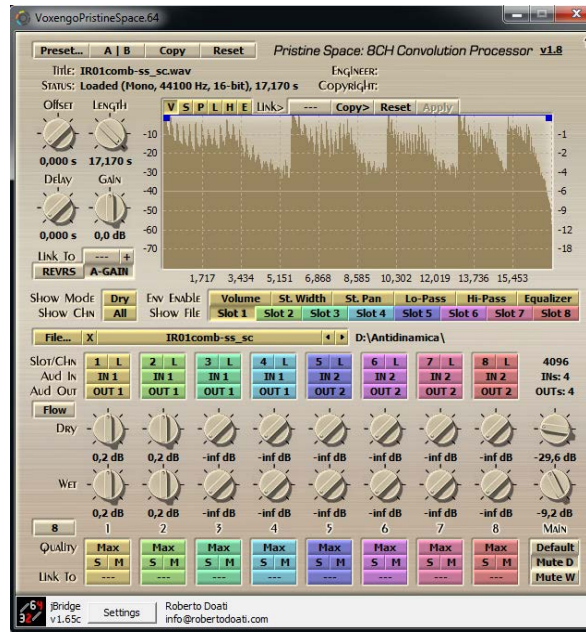 VoxengoPristineSpace.64
Preset... A | B Copy Reset Pristine Space: 8CH Convolution Processor v1.8
Title: IR01comb-ss_sc.wav Engineer:
Status: Loaded (Mono, 44100 Hz, 16-bit), 17,170 s Copyright:
Offset Length V S P L H E Link> --- Copy> Reset Apply
0,000 s 17,170 s
Delay Gain
0,000 s 0,0 dB
Link To --- +
REVRS A-GAIN
-10 -1
-20 -2
-30 -4
-40 -6
-50 -9
-60 -12
-70 -18
1,717 3,434 5,151 6,868 8,585 10,302 12,019 13,736 15,453
Show Mode Dry Env Enable Volume St. Width St. Pan Lo-Pass Hi-Pass Equalizer
Show Chn All Show File Slot 1 Slot 2 Slot 3 Slot 4 Slot 5 Slot 6 Slot 7 Slot 8
File... X IR01comb-ss_sc D:\Antidinamica\
Slot/Chn 1 L 2 L 3 L 4 L 5 L 6 L 7 L 8 L 4096
Aud In IN 1 IN 1 IN 1 IN 1 IN 2 IN 2 IN 2 IN 2 INs: 4
Aud Out OUT 1 OUT 1 OUT 1 OUT 1 OUT 2 OUT 2 OUT 2 OUT 2 OUTs: 4
Flow
Dry
0,2 dB 0,2 dB -inf dB -inf dB -inf dB -inf dB -inf dB -inf dB -29,6 dB
Wet
0,2 dB 0,2 dB -inf dB -inf dB -inf dB -inf dB -inf dB -inf dB -9,2 dB
8 1 2 3 4 5 6 7 8 Main
Quality Max Max Max Max Max Max Max Max Default
S M S M S M S M S M S M S M S M Mute D
Link To --- --- --- --- --- --- --- --- Mute W
64 32 jBridge v1.65c Settings Roberto Doati
info@robertodoati.com